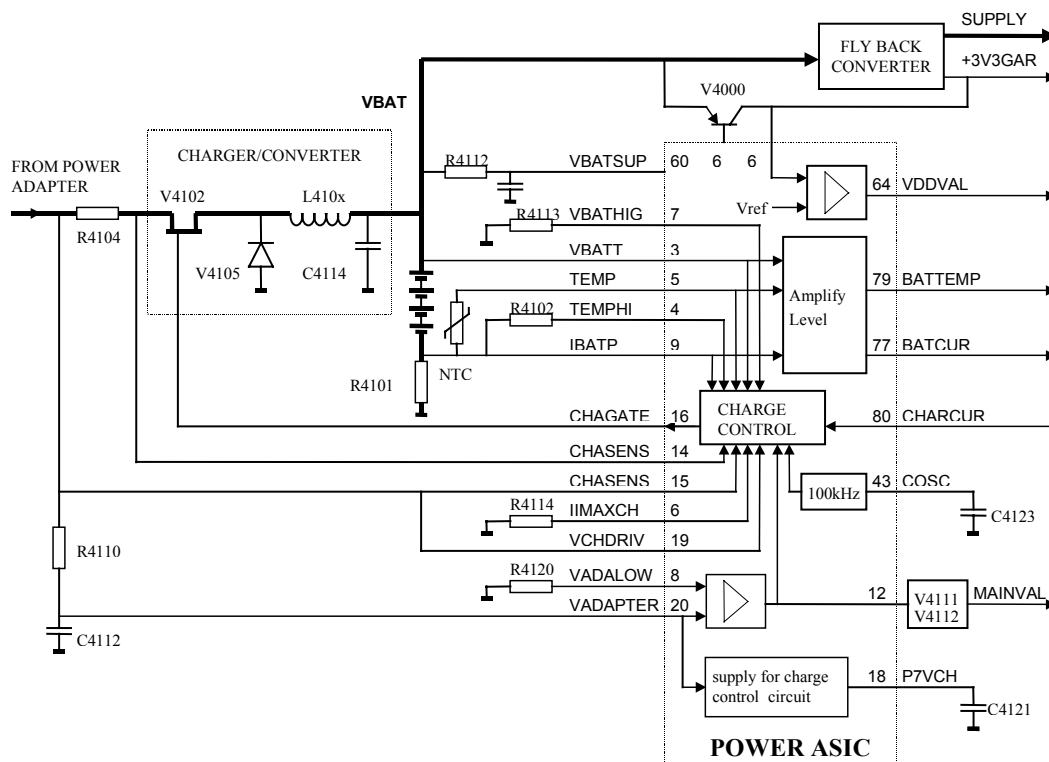 SUPPLY
FLY BACK
CONVERTER
+3V3GAR
V4000
VBAT
CHARGER/CONVERTER
FROM POWER
ADAPTER
V4102
L410x
R4104
V4105
C4114
R4112
VBATSUP
60
6
6
64
VDDVAL
Vref
R4113
VBATHIG
7
VBATT
3
TEMP
5
79
BATTEMP
Amplify
Level
R4102
TEMPHI
4
IBATP
9
77
BATCUR
R4101
NTC
CHAGATE
16
CHARGE
CONTROL
80
CHARCUR
CHASENS
14
CHASENS
15
100kHz
43
COSC
C4123
R4114
IIMAXCH
6
VCHDRIV
19
R4110
R4120
VADALOW
8
VADAPTER
20
12
V4111
V4112
MAINVAL
C4112
supply for charge
control circuit
18
P7VCH
C4121
POWER ASIC